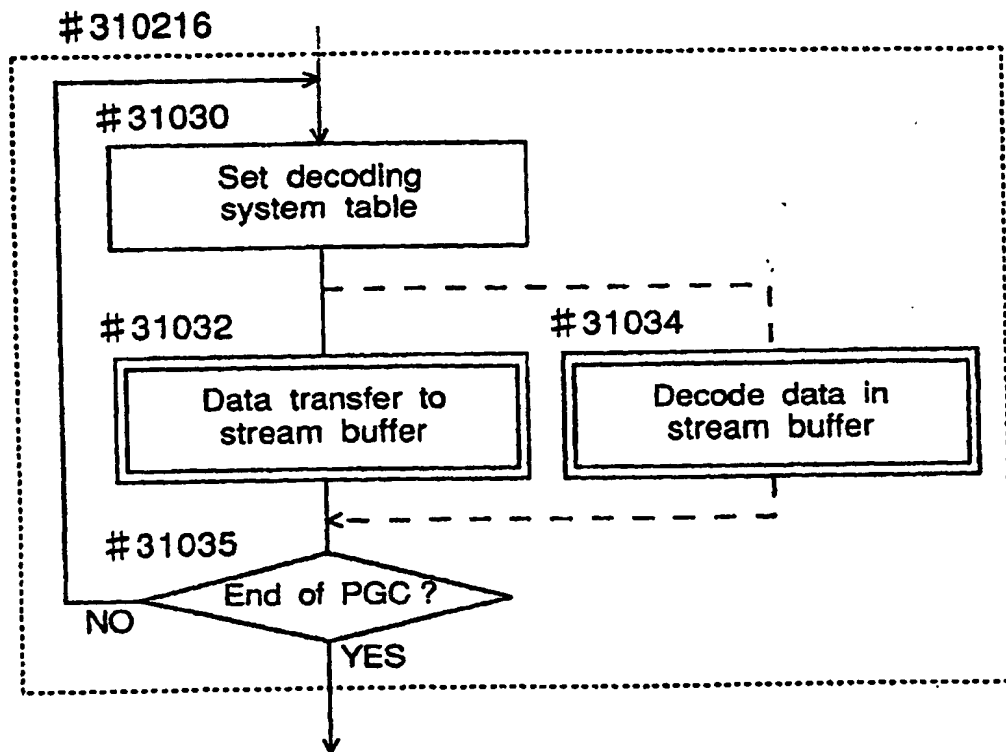 #310216
#31030
Set decoding
system table
#31032
#31034
Data transfer to
stream buffer
Decode data in
stream buffer
#31035
End of PGC?
NO
YES